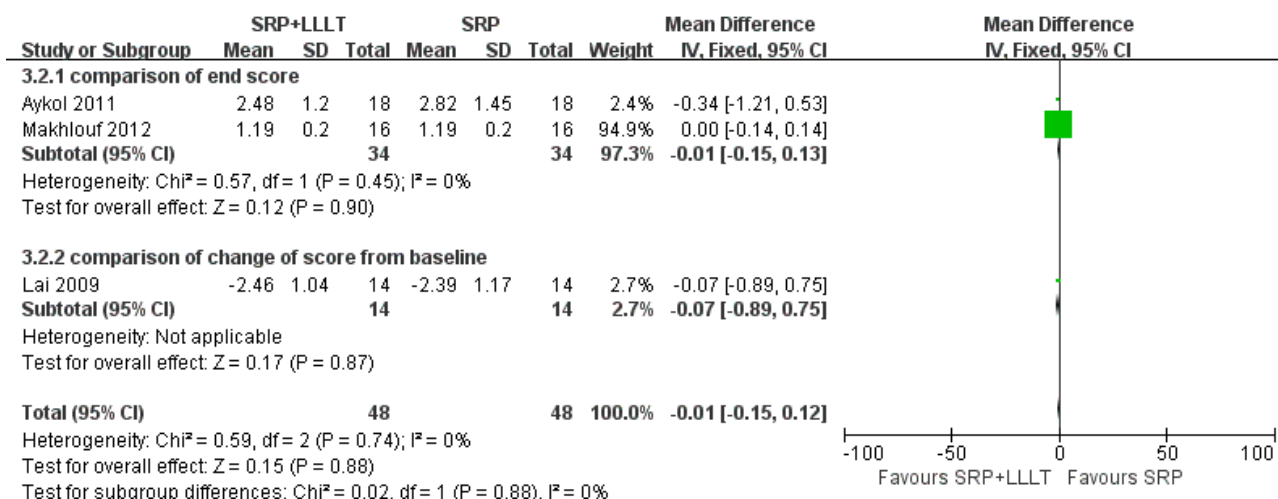 SRP+LLLT SRP Mean Difference Mean Difference
Study or Subgroup Mean SD Total Mean SD Total Weight IV, Fixed, 95% CI IV, Fixed, 95% CI
3.2.1 comparison of end score
Aykol 2011 2.48 1.2 18 2.82 1.45 18 2.4% -0.34 [-1.21, 0.53]
Makhlouf 2012 1.19 0.2 16 1.19 0.2 16 94.9% 0.00 [-0.14, 0.14]
Subtotal (95% CI) 34 34 97.3% -0.01 [-0.15, 0.13]
Heterogeneity: Chi² = 0.57, df = 1 (P = 0.45); I² = 0%
Test for overall effect: Z = 0.12 (P = 0.90)
3.2.2 comparison of change of score from baseline
Lai 2009 -2.46 1.04 14 -2.39 1.17 14 2.7% -0.07 [-0.89, 0.75]
Subtotal (95% CI) 14 14 2.7% -0.07 [-0.89, 0.75]
Heterogeneity: Not applicable
Test for overall effect: Z = 0.17 (P = 0.87)
Total (95% CI) 48 48 100.0% -0.01 [-0.15, 0.12]
Heterogeneity: Chi² = 0.59, df = 2 (P = 0.74); I² = 0%
Test for overall effect: Z = 0.15 (P = 0.88)
Test for subgroup differences: Chi² = 0.02, df = 1 (P = 0.88), I² = 0%
-100 -50 0 50 100
Favours SRP+LLLT Favours SRP